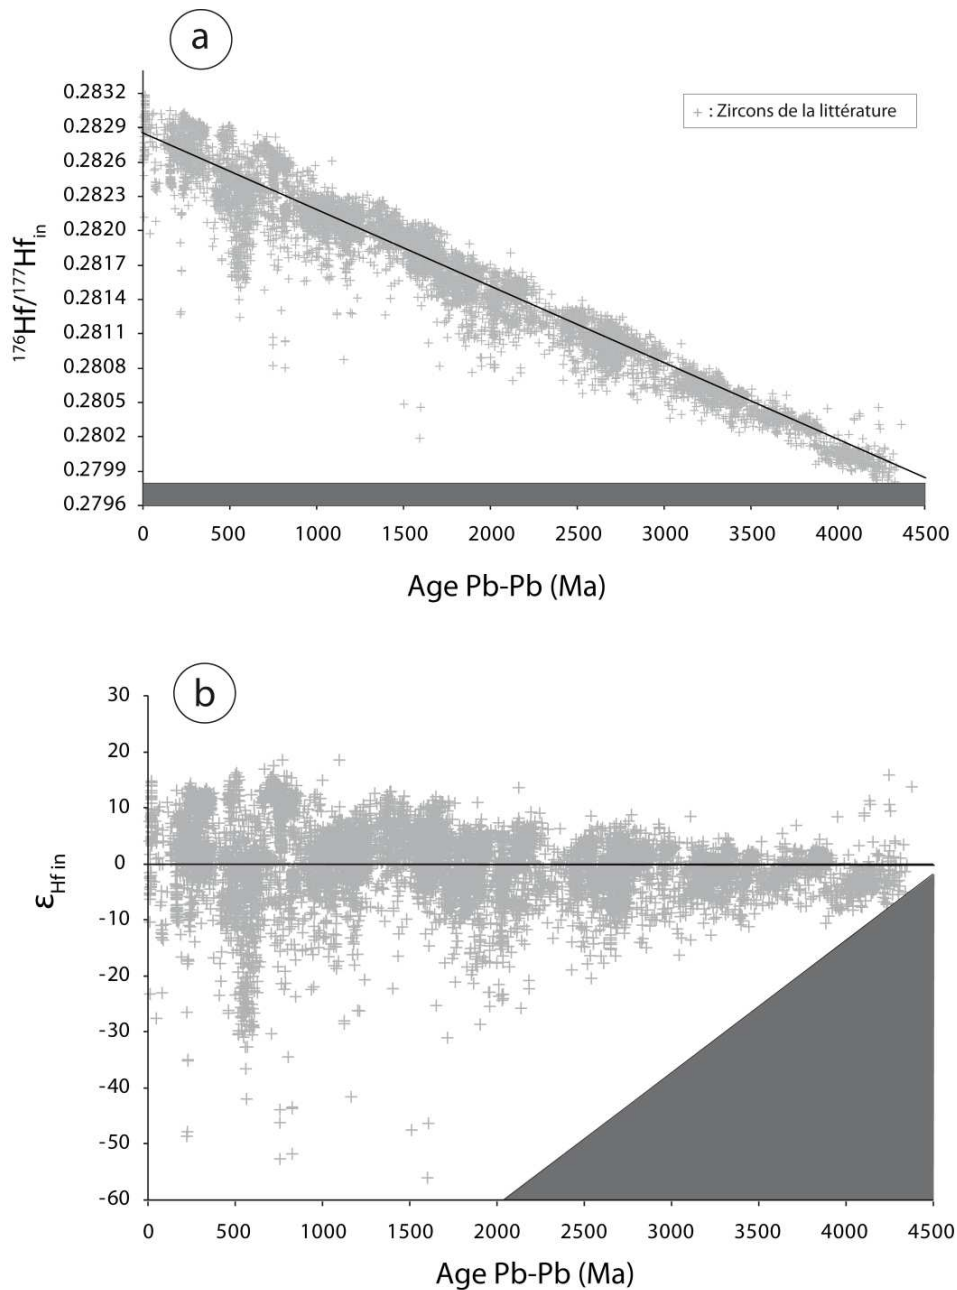 a
0.2832
0.2829
0.2826
0.2823
0.2820
0.2817
0.2814
0.2811
0.2808
0.2805
0.2802
0.2799
0.2796
176Hf/177Hfin
+ : Zircons de la littérature
0 500 1000 1500 2000 2500 3000 3500 4000 4500
Age Pb-Pb (Ma)
b
30
20
10
0
-10
-20
-30
-40
-50
-60
εHf in
0 500 1000 1500 2000 2500 3000 3500 4000 4500
Age Pb-Pb (Ma)